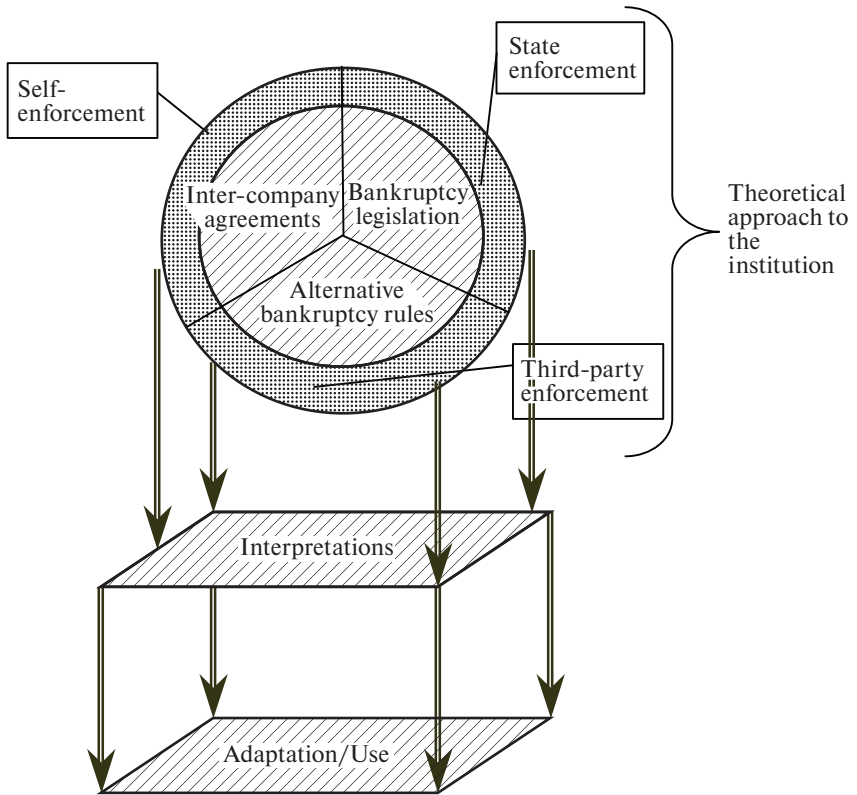 State
enforcement
Self-
enforcement
Inter-company
agreements
Bankruptcy
legislation
Theoretical
approach to
the
institution
Alternative
bankruptcy rules
Third-party
enforcement
Interpretations
Adaptation/Use